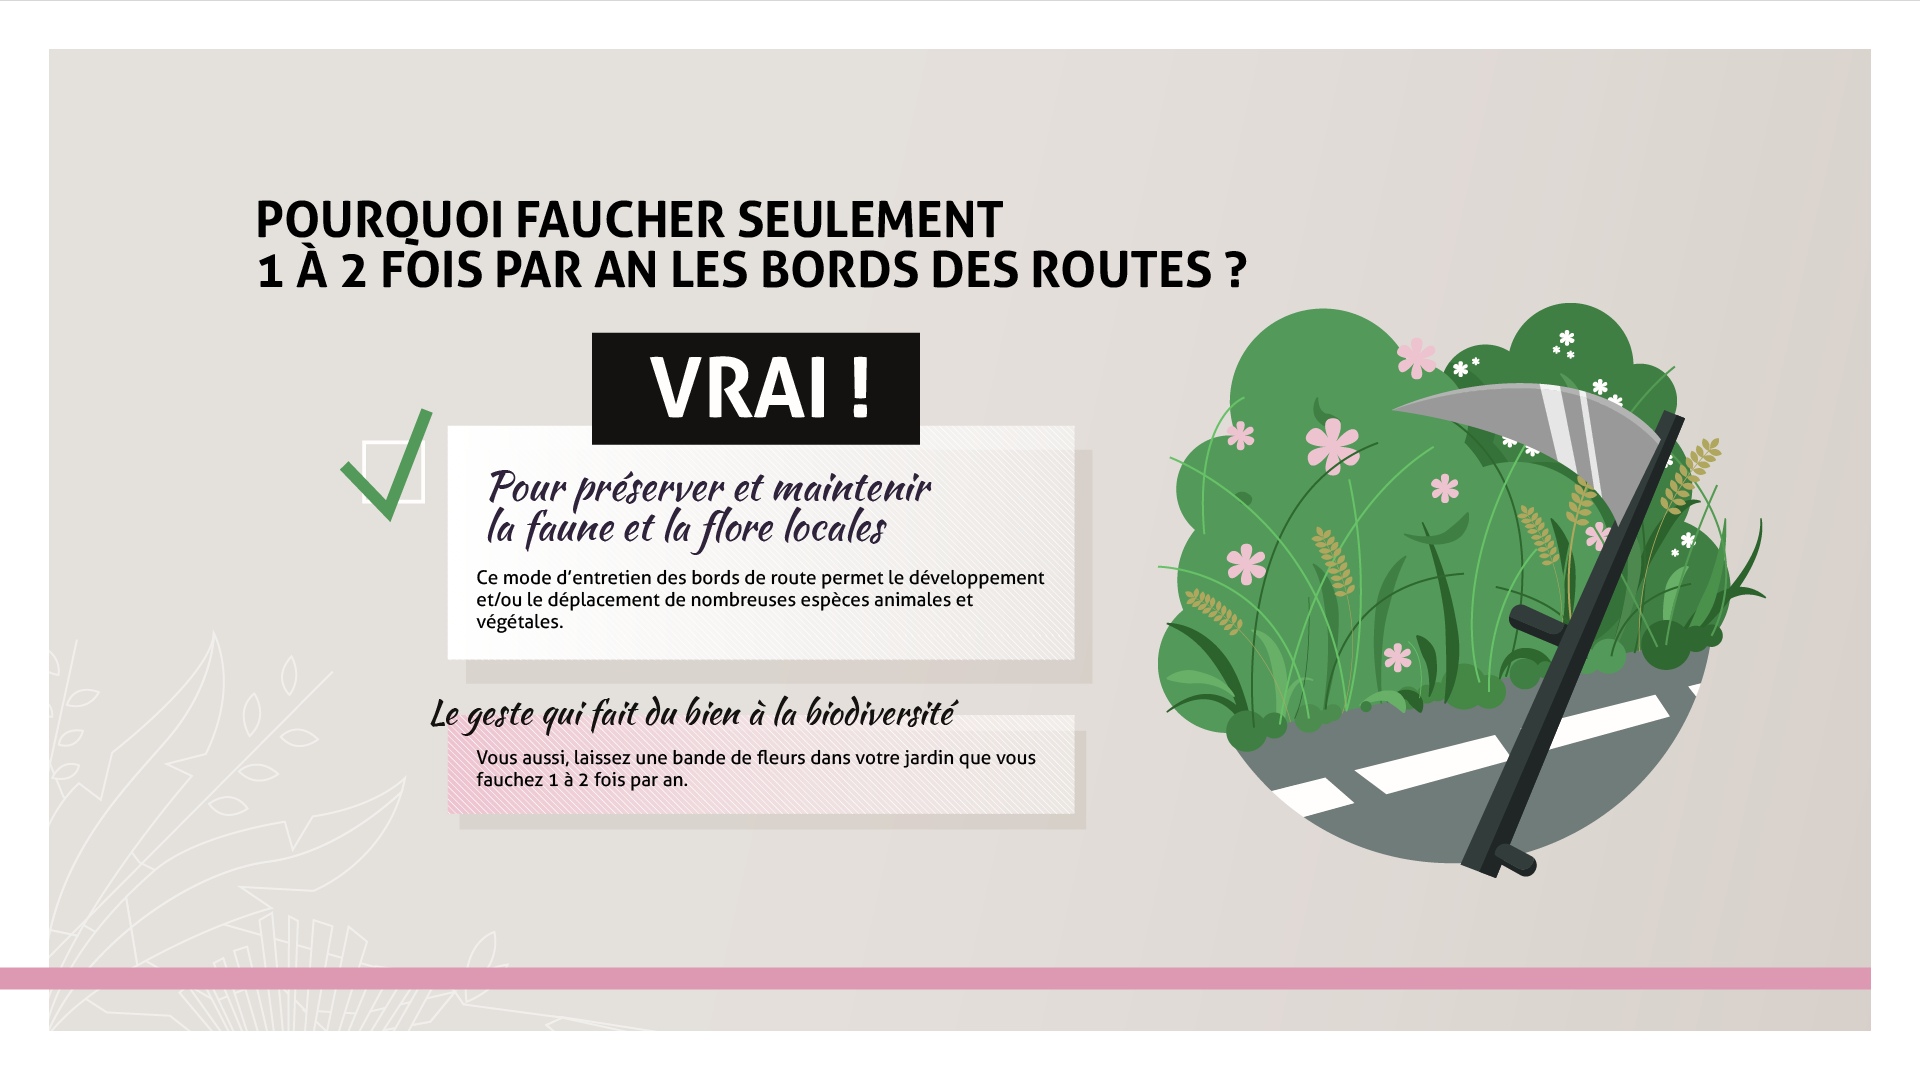 POURQUOI FAUCHER SEULEMENT
1 À 2 FOIS PAR AN LES BORDS DES ROUTES ?
VRAI !
Pour préserver et maintenir
la faune et la flore locales
Ce mode d’entretien des bords de route permet le développement
et/ou le déplacement de nombreuses espèces animales et
végétales.
Le geste qui fait du bien à la biodiversité
Vous aussi, laissez une bande de fleurs dans votre jardin que vous
fauchez 1 à 2 fois par an.